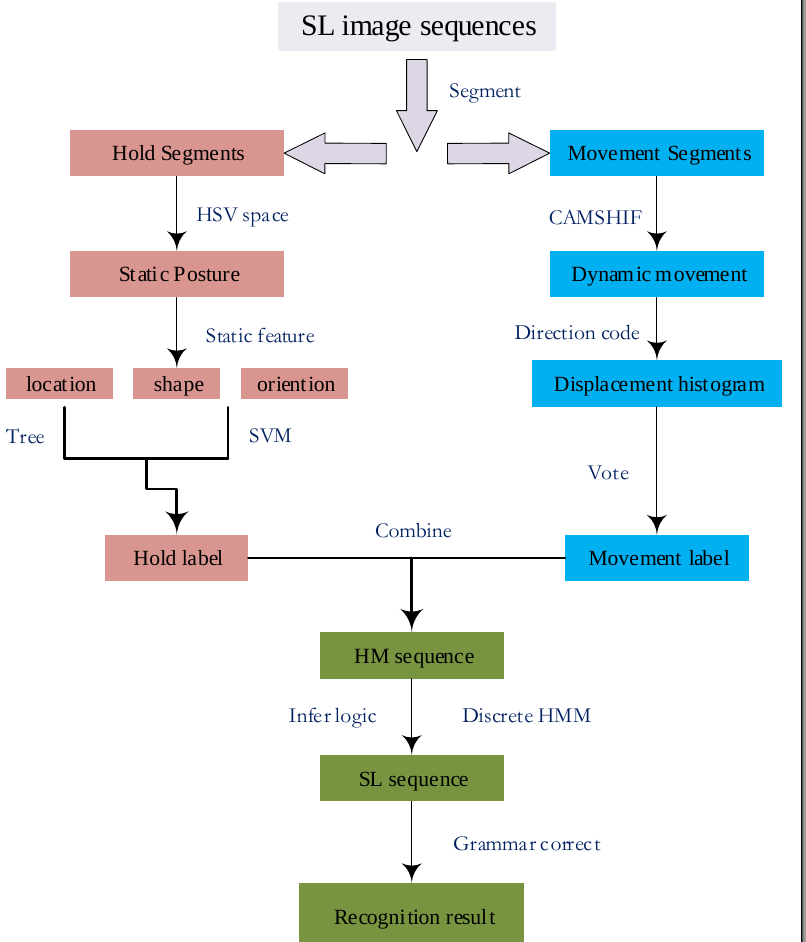 SL image sequences
Segment
Hold Segments
Movement Segments
HSV space
CAMSHIF
Static Posture
Dynamic movement
Static feature
Direction code
location
shape
oriention
Displacement histogram
Tree
SVM
Vote
Combine
Hold label
Movement label
HM sequence
Infer logic
Discrete HMM
SL sequence
Grammar correct
Recognition result